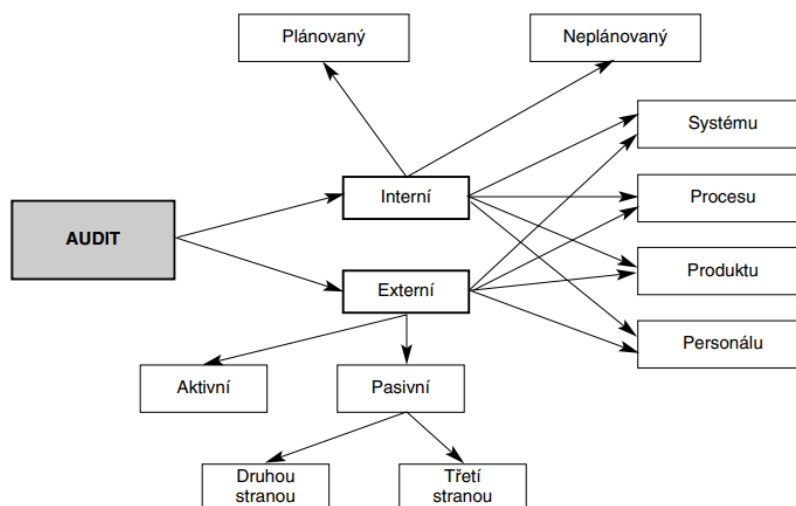 Plánovaný
Neplánovaný
Systému
Interní
Procesu
AUDIT
Produktu
Externí
Personálu
Aktivní
Pasivní
Druhou
stranou
Třetí
stranou